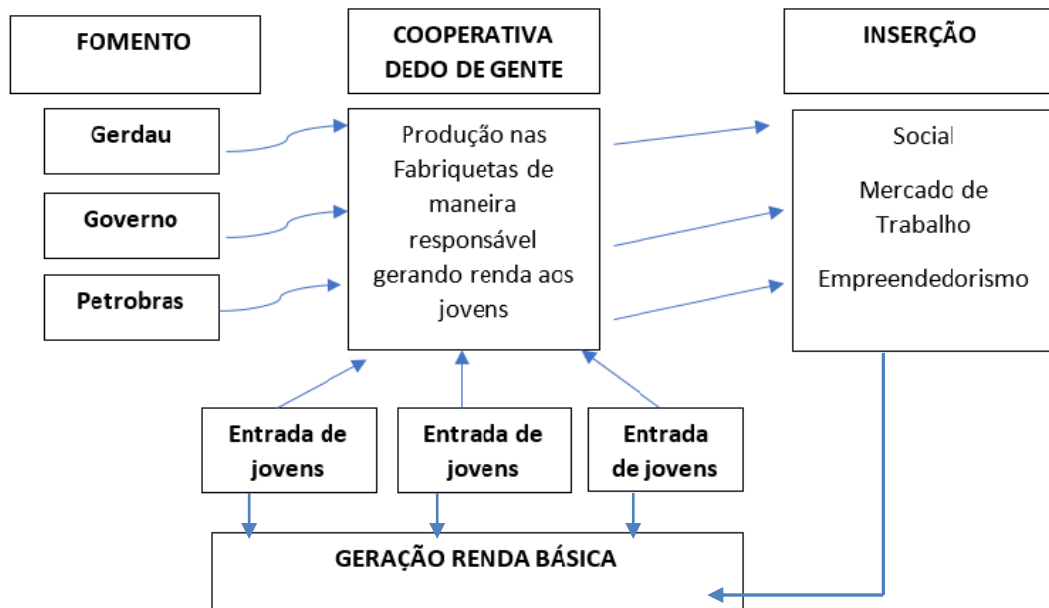 FOMENTO
COOPERATIVA
DEDO DE GENTE
INSERÇÃO
Gerdau
Governo
Petrobras
Produção nas
Fabriquetas de
maneira
responsável
gerando renda aos
jovens
Social
Mercado de
Trabalho
Empreendedorismo
Entrada de
jovens
Entrada de
jovens
Entrada
de jovens
GERAÇÃO RENDA BÁSICA